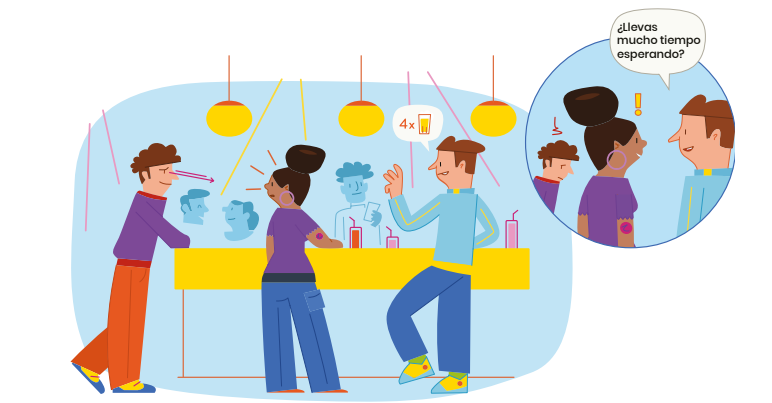 4x
¿Llevas
mucho tiempo
esperando?
!